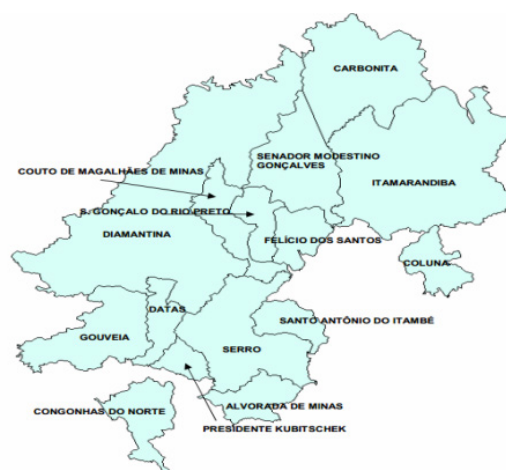 CARBONITA
SENADOR MODESTINO
GONÇALVES
COUTO DE MAGALHÃES DE MINAS
ITAMARANDIBA
S. GONÇALO DO RIO PRETO
DIAMANTINA
FELÍCIO DOS SANTOS
COLUNA
DATAS
SANTO ANTÔNIO DO ITAMBÉ
GOUVEIA
SERRO
ALVORADA DE MINAS
CONGONHAS DO NORTE
PRESIDENTE KUBITSCHEK